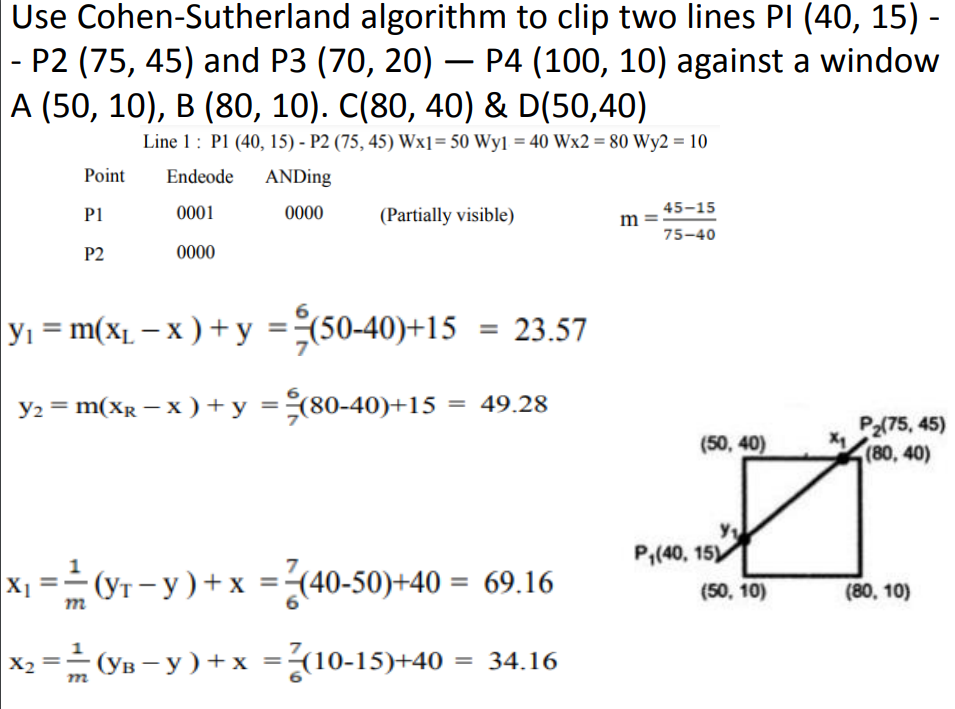 Use Cohen-Sutherland algorithm to clip two lines PI (40, 15) -
- P2 (75, 45) and P3 (70, 20) — P4 (100, 10) against a window
A (50, 10), B (80, 10). C(80, 40) & D(50,40)
Line 1 : P1 (40, 15) - P2 (75, 45) Wx1= 50 Wy1 = 40 Wx2 = 80 Wy2 = 10
Point Endeode ANDing
P1 0001 0000 (Partially visible) m = 45−15 / 75−40
P2 0000
y₁ = m(x_L – x ) + y = 6/7(50-40)+15 = 23.57
y₂ = m(x_R – x ) + y = 6/7(80-40)+15 = 49.28
(50, 40) x₁ P₂(75, 45)
(80, 40)
y₁
P₁(40, 15)
(50, 10) (80, 10)
x₁ = 1/m (y_T – y ) + x = 7/6(40-50)+40 = 69.16
x₂ = 1/m (y_B – y ) + x = 7/6(10-15)+40 = 34.16